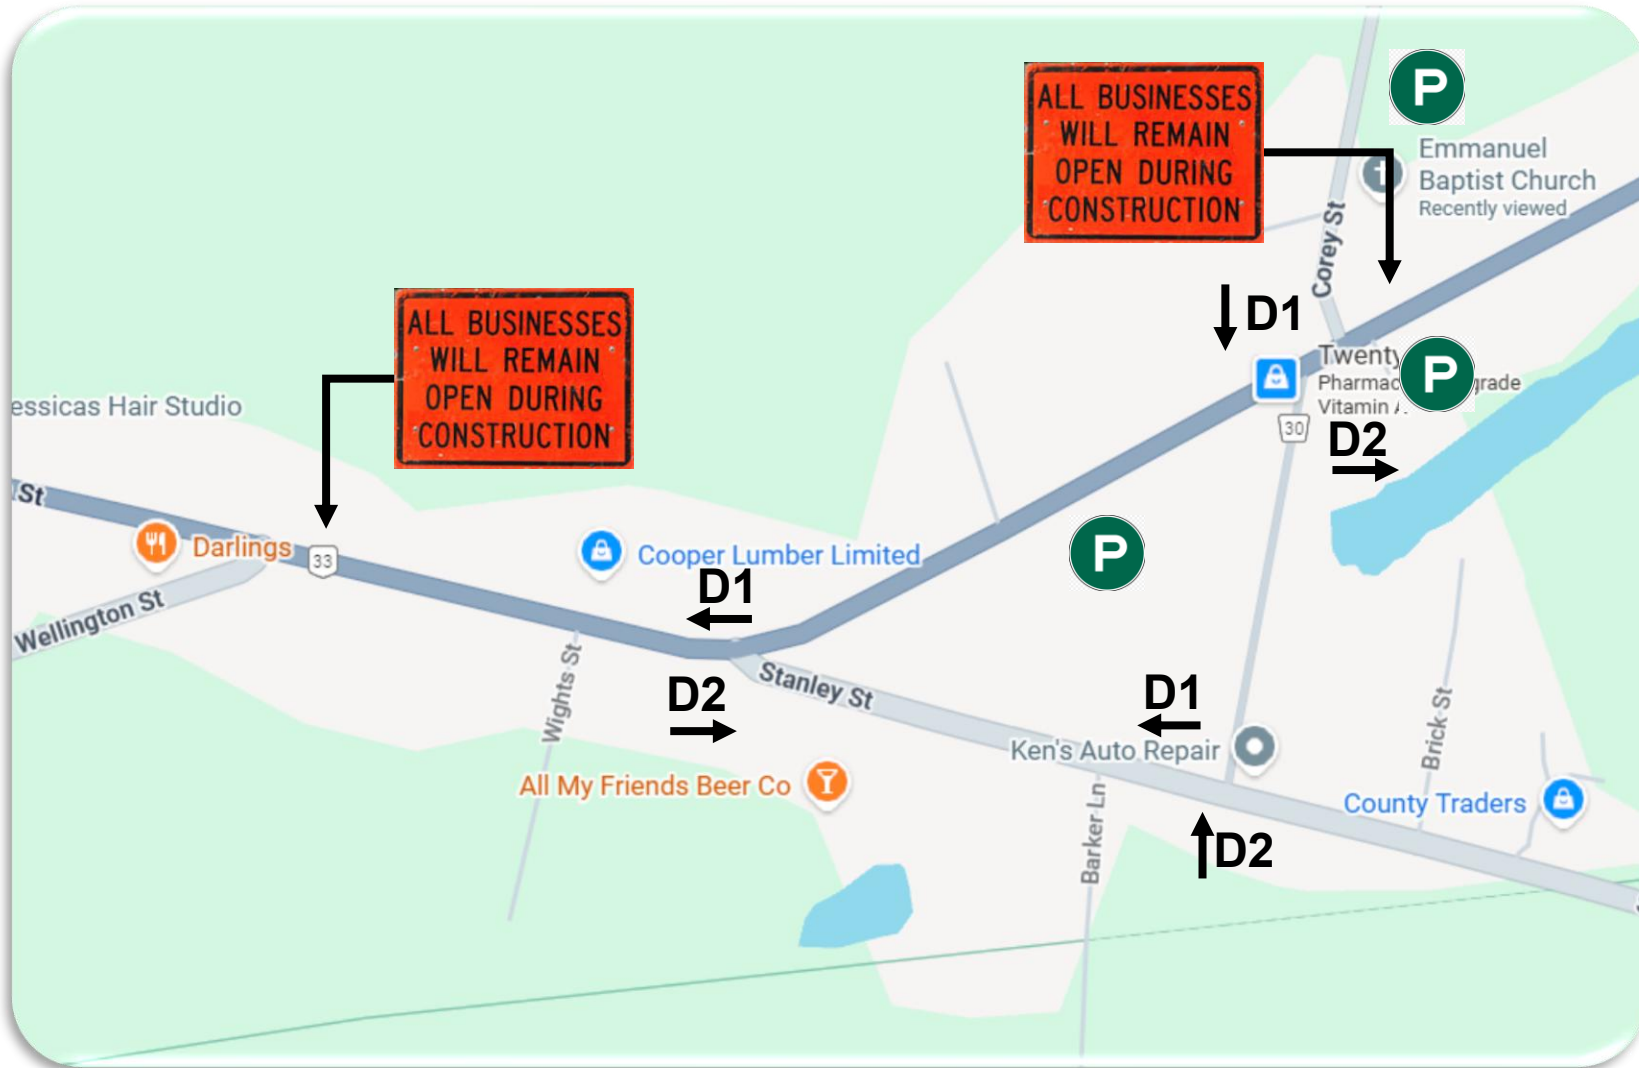 ALL BUSINESSES
WILL REMAIN
OPEN DURING
CONSTRUCTION
P
Emmanuel
Baptist Church
Recently viewed
Corey St
D1
Twenty
Pharmac
grade
Vitamin
P
30
D2
ALL BUSINESSES
WILL REMAIN
OPEN DURING
CONSTRUCTION
essicas Hair Studio
St
Darlings
33
Wellington St
Cooper Lumber Limited
D1
P
Wights St
D2
Stanley St
D1
Ken's Auto Repair
Brick St
All My Friends Beer Co
Barker Ln
D2
County Traders